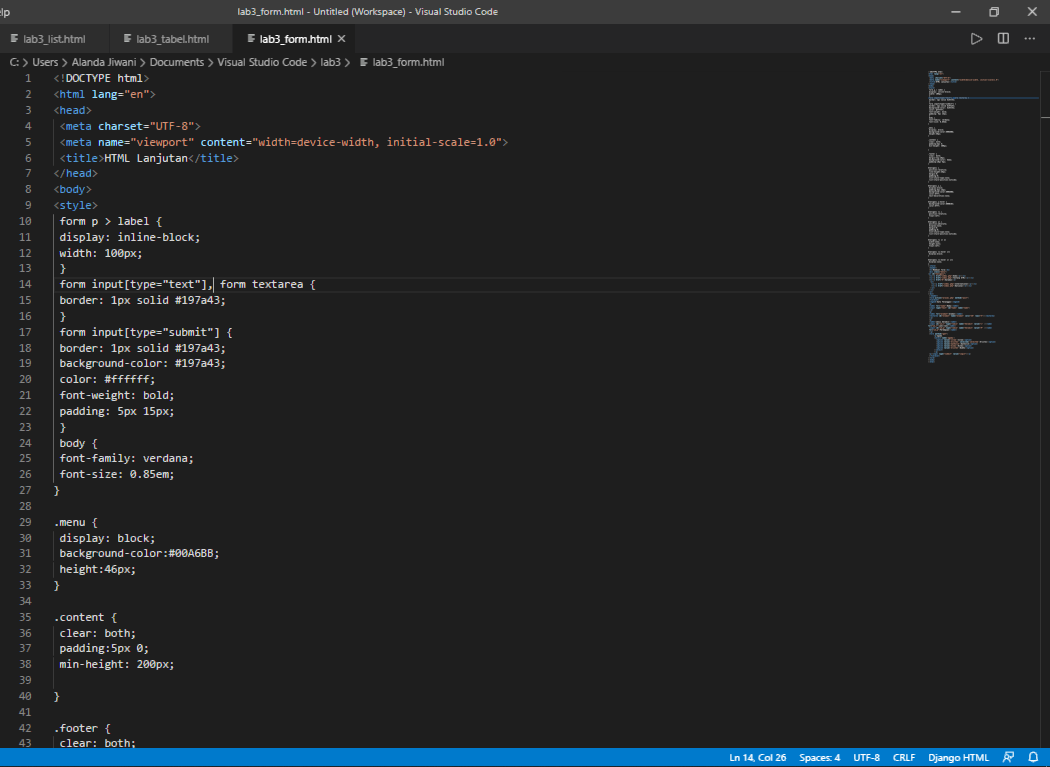 lp
lab3_form.html - Untitled (Workspace) - Visual Studio Code
lab3_list.html
lab3_tabel.html
lab3_form.html
C: > Users > Alanda Jiwani > Documents > Visual Studio Code > lab3 > lab3_form.html
1 <!DOCTYPE html>
2 <html lang="en">
3 <head>
4 <meta charset="UTF-8">
5 <meta name="viewport" content="width=device-width, initial-scale=1.0">
6 <title>HTML Lanjutan</title>
7 </head>
8 <body>
9 <style>
10 form p > label {
11 display: inline-block;
12 width: 100px;
13 }
14 form input[type="text"], form textarea {
15 border: 1px solid #197a43;
16 }
17 form input[type="submit"] {
18 border: 1px solid #197a43;
19 background-color: #197a43;
20 color: #ffffff;
21 font-weight: bold;
22 padding: 5px 15px;
23 }
24 body {
25 font-family: verdana;
26 font-size: 0.85em;
27 }
28
29 .menu {
30 display: block;
31 background-color:#00A6BB;
32 height:46px;
33 }
34
35 .content {
36 clear: both;
37 padding:5px 0;
38 min-height: 200px;
39
40 }
41
42 .footer {
43 clear: both;
Ln 14, Col 26 Spaces: 4 UTF-8 CRLF Django HTML